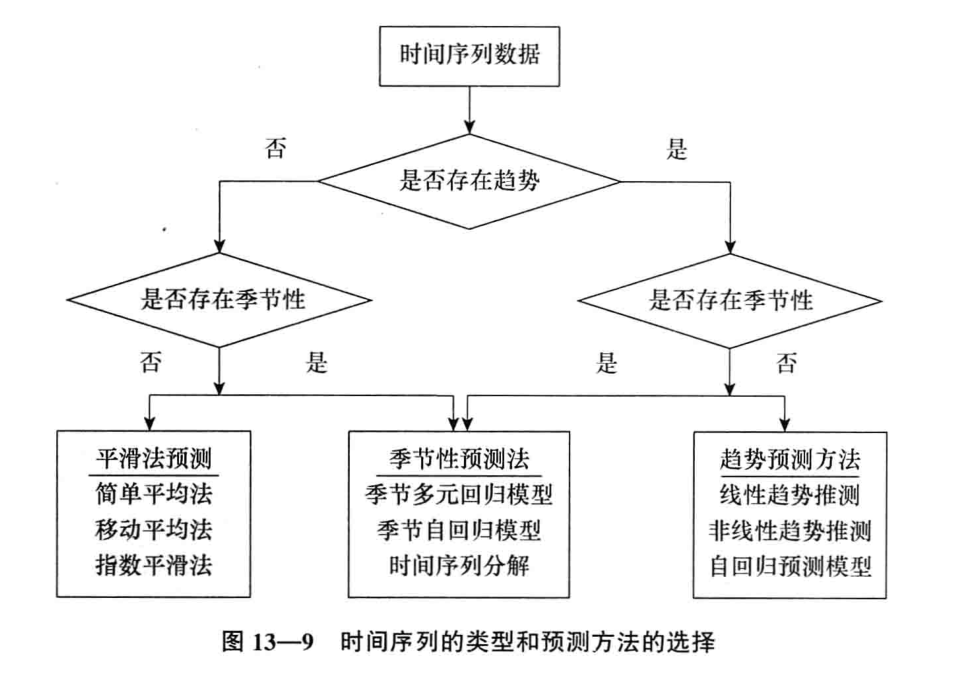 时间序列数据
否
是
是否存在趋势
是否存在季节性
是否存在季节性
否
是
是
否
平滑法预测
简单平均法
移动平均法
指数平滑法
季节性预测法
季节多元回归模型
季节自回归模型
时间序列分解
趋势预测方法
线性趋势推测
非线性趋势推测
自回归预测模型
图 13—9 时间序列的类型和预测方法的选择